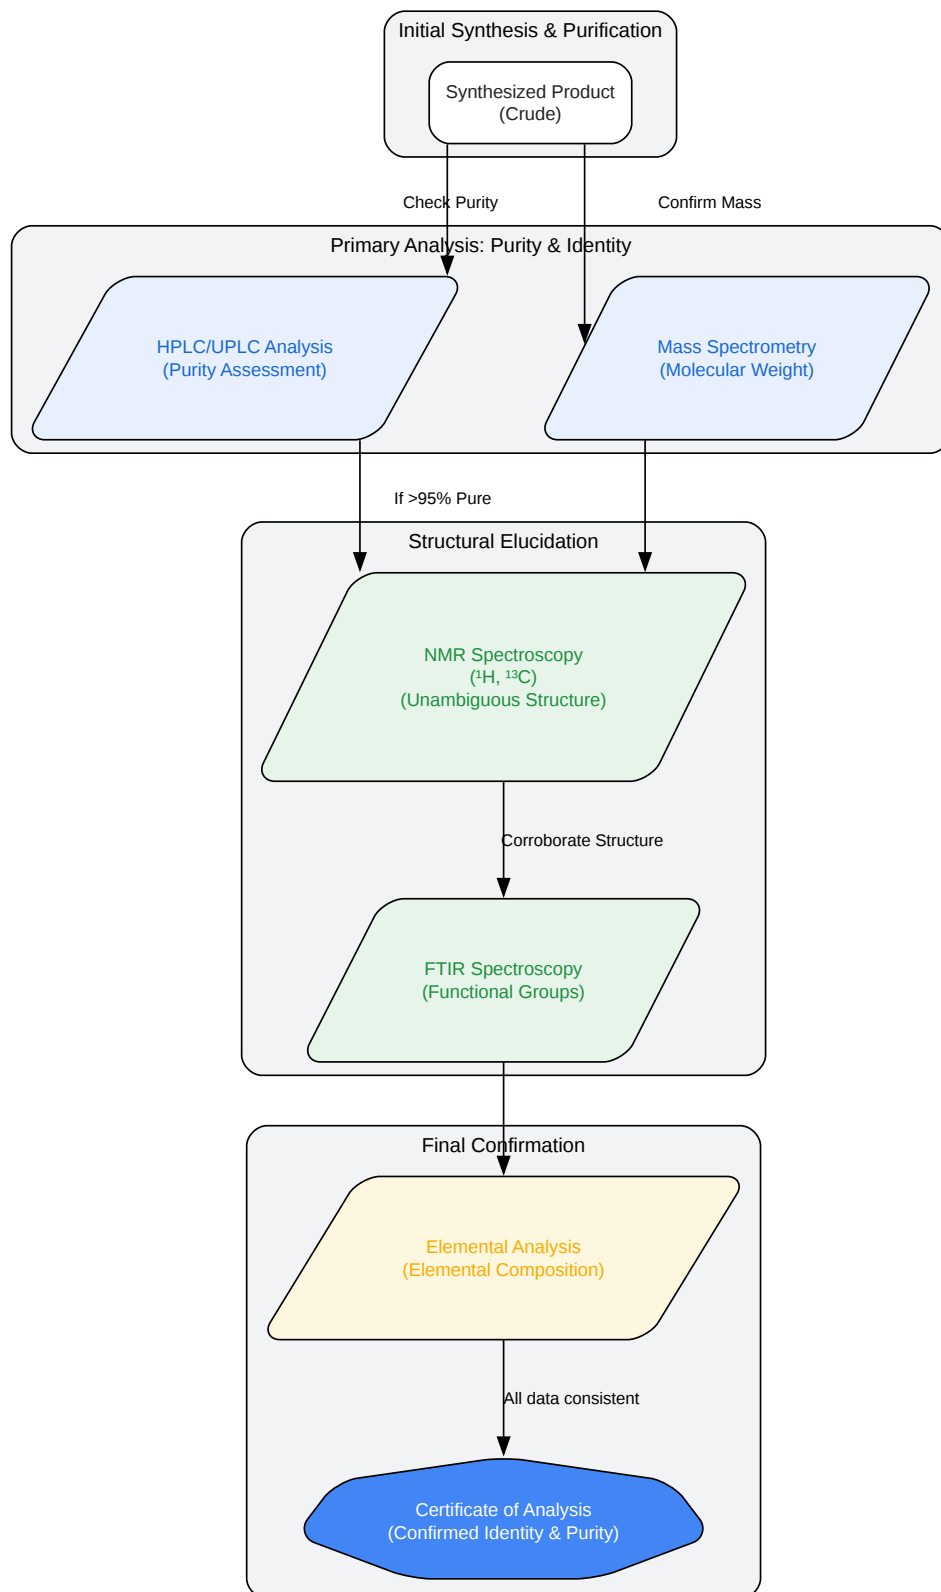 Initial Synthesis & Purification
Synthesized Product
(Crude)
Check Purity
Confirm Mass
Primary Analysis: Purity & Identity
HPLC/UPLC Analysis
(Purity Assessment)
Mass Spectrometry
(Molecular Weight)
If >95% Pure
Structural Elucidation
NMR Spectroscopy
(¹H, ¹³C)
(Unambiguous Structure)
Corroborate Structure
FTIR Spectroscopy
(Functional Groups)
Final Confirmation
Elemental Analysis
(Elemental Composition)
All data consistent
Certificate of Analysis
(Confirmed Identity & Purity)